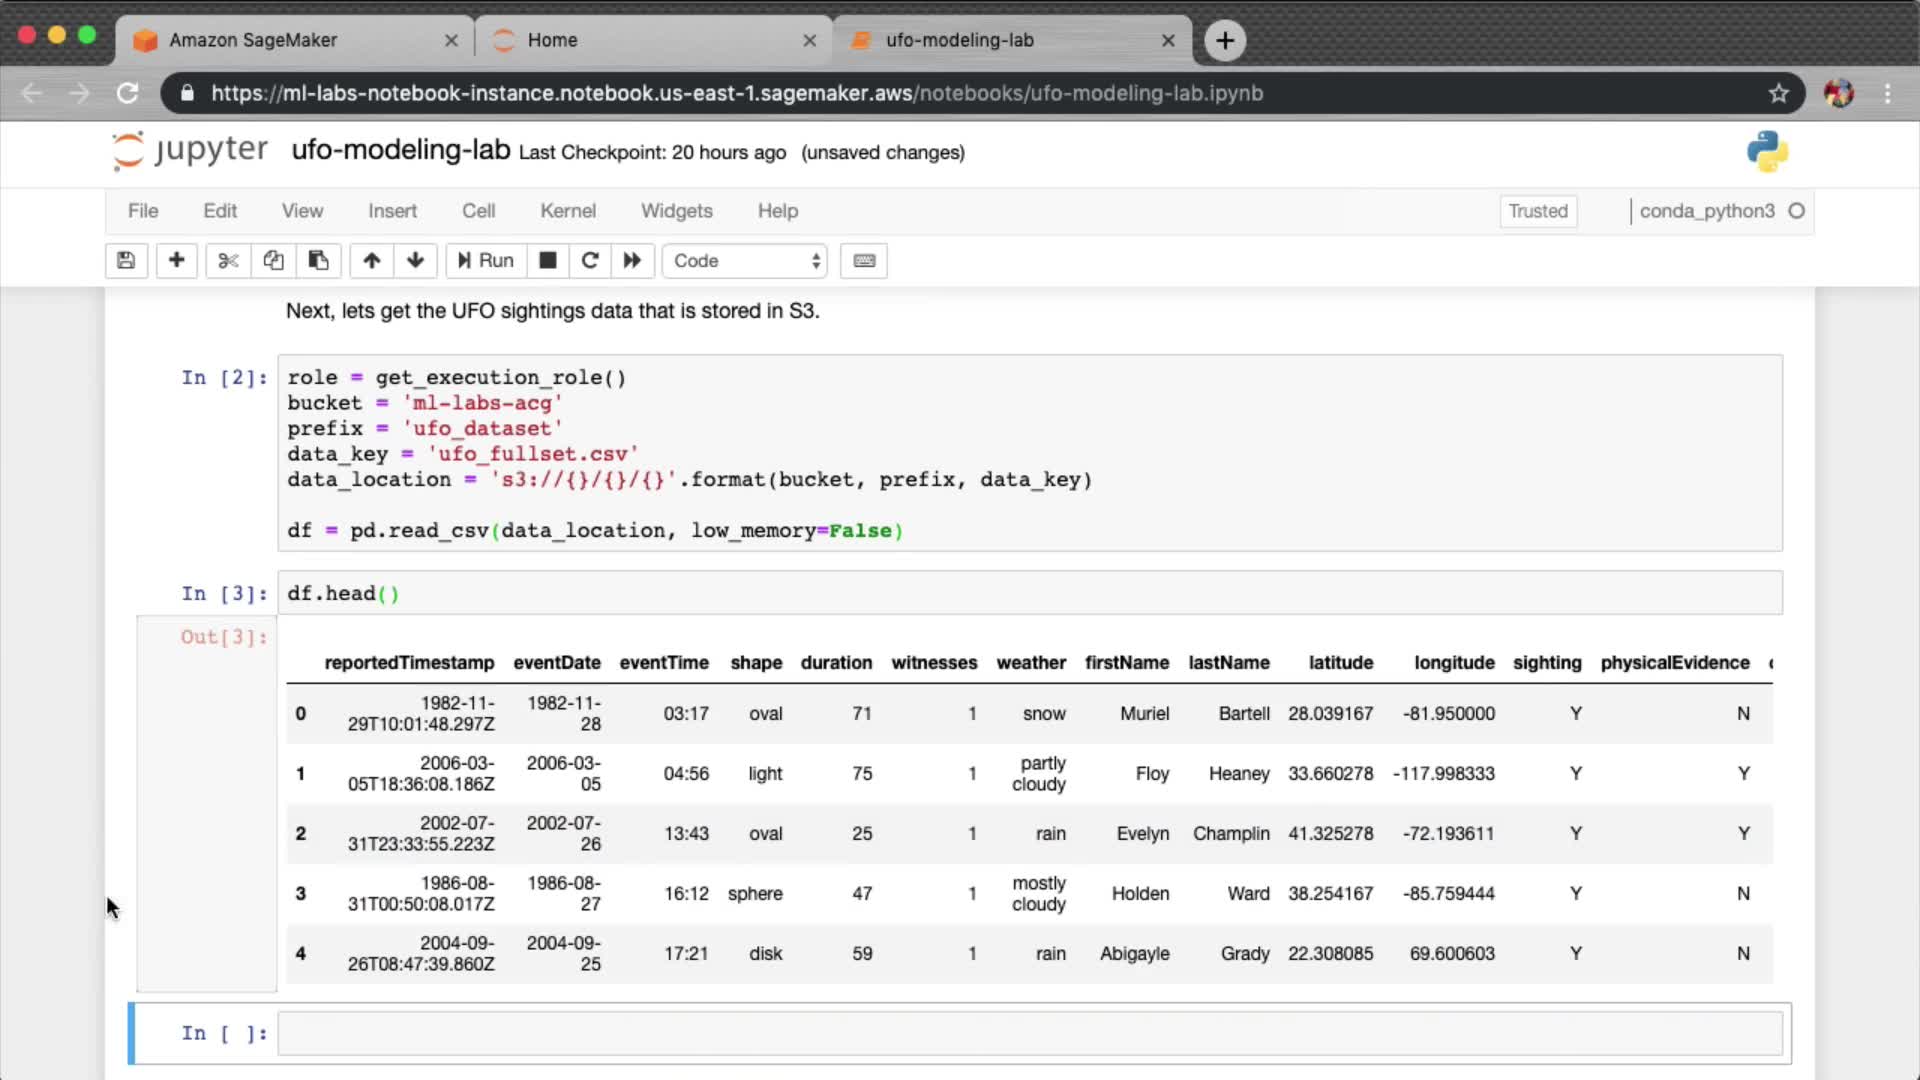 Amazon SageMaker
Home
ufo-modeling-lab
https://ml-labs-notebook-instance.notebook.us-east-1.sagemaker.aws/notebooks/ufo-modeling-lab.ipynb
jupyter ufo-modeling-lab Last Checkpoint: 20 hours ago (unsaved changes)
File Edit View Insert Cell Kernel Widgets Help Trusted conda_python3
Run Code
Next, lets get the UFO sightings data that is stored in S3.
In [2]: role = get_execution_role()
bucket = 'ml-labs-acg'
prefix = 'ufo_dataset'
data_key = 'ufo_fullset.csv'
data_location = 's3://{}/{}/{}'.format(bucket, prefix, data_key)
df = pd.read_csv(data_location, low_memory=False)
In [3]: df.head()
Out[3]:
reportedTimestamp eventDate eventTime shape duration witnesses weather firstName lastName latitude longitude sighting physicalEvidence
0 1982-11-29T10:01:48.297Z 1982-11-28 03:17 oval 71 1 snow Muriel Bartell 28.039167 -81.950000 Y N
1 2006-03-05T18:36:08.186Z 2006-03-05 04:56 light 75 1 partly cloudy Floy Heaney 33.660278 -117.998333 Y Y
2 2002-07-31T23:33:55.223Z 2002-07-26 13:43 oval 25 1 rain Evelyn Champlin 41.325278 -72.193611 Y Y
3 1986-08-31T00:50:08.017Z 1986-08-27 16:12 sphere 47 1 mostly cloudy Holden Ward 38.254167 -85.759444 Y N
4 2004-09-26T08:47:39.860Z 2004-09-25 17:21 disk 59 1 rain Abigayle Grady 22.308085 69.600603 Y N
In [ ]: